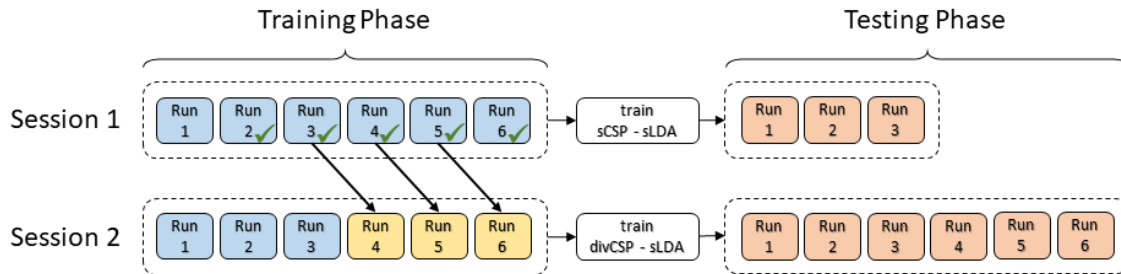 Training Phase
Testing Phase
Session 1
Run 1
Run 2
Run 3
Run 4
Run 5
Run 6
train
sCSP - sLDA
Run 1
Run 2
Run 3
Session 2
Run 1
Run 2
Run 3
Run 4
Run 5
Run 6
train
divCSP - sLDA
Run 1
Run 2
Run 3
Run 4
Run 5
Run 6